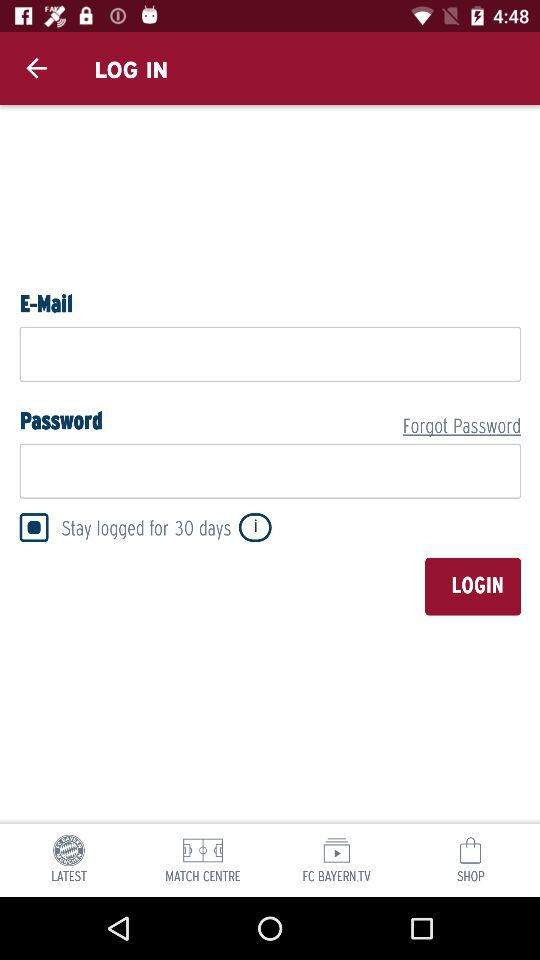 4:48
LOG IN
E-Mail
Password
Forgot Password
Stay logged for 30 days i
LOGIN
LATEST
MATCH CENTRE
FC BAYERN.TV
SHOP